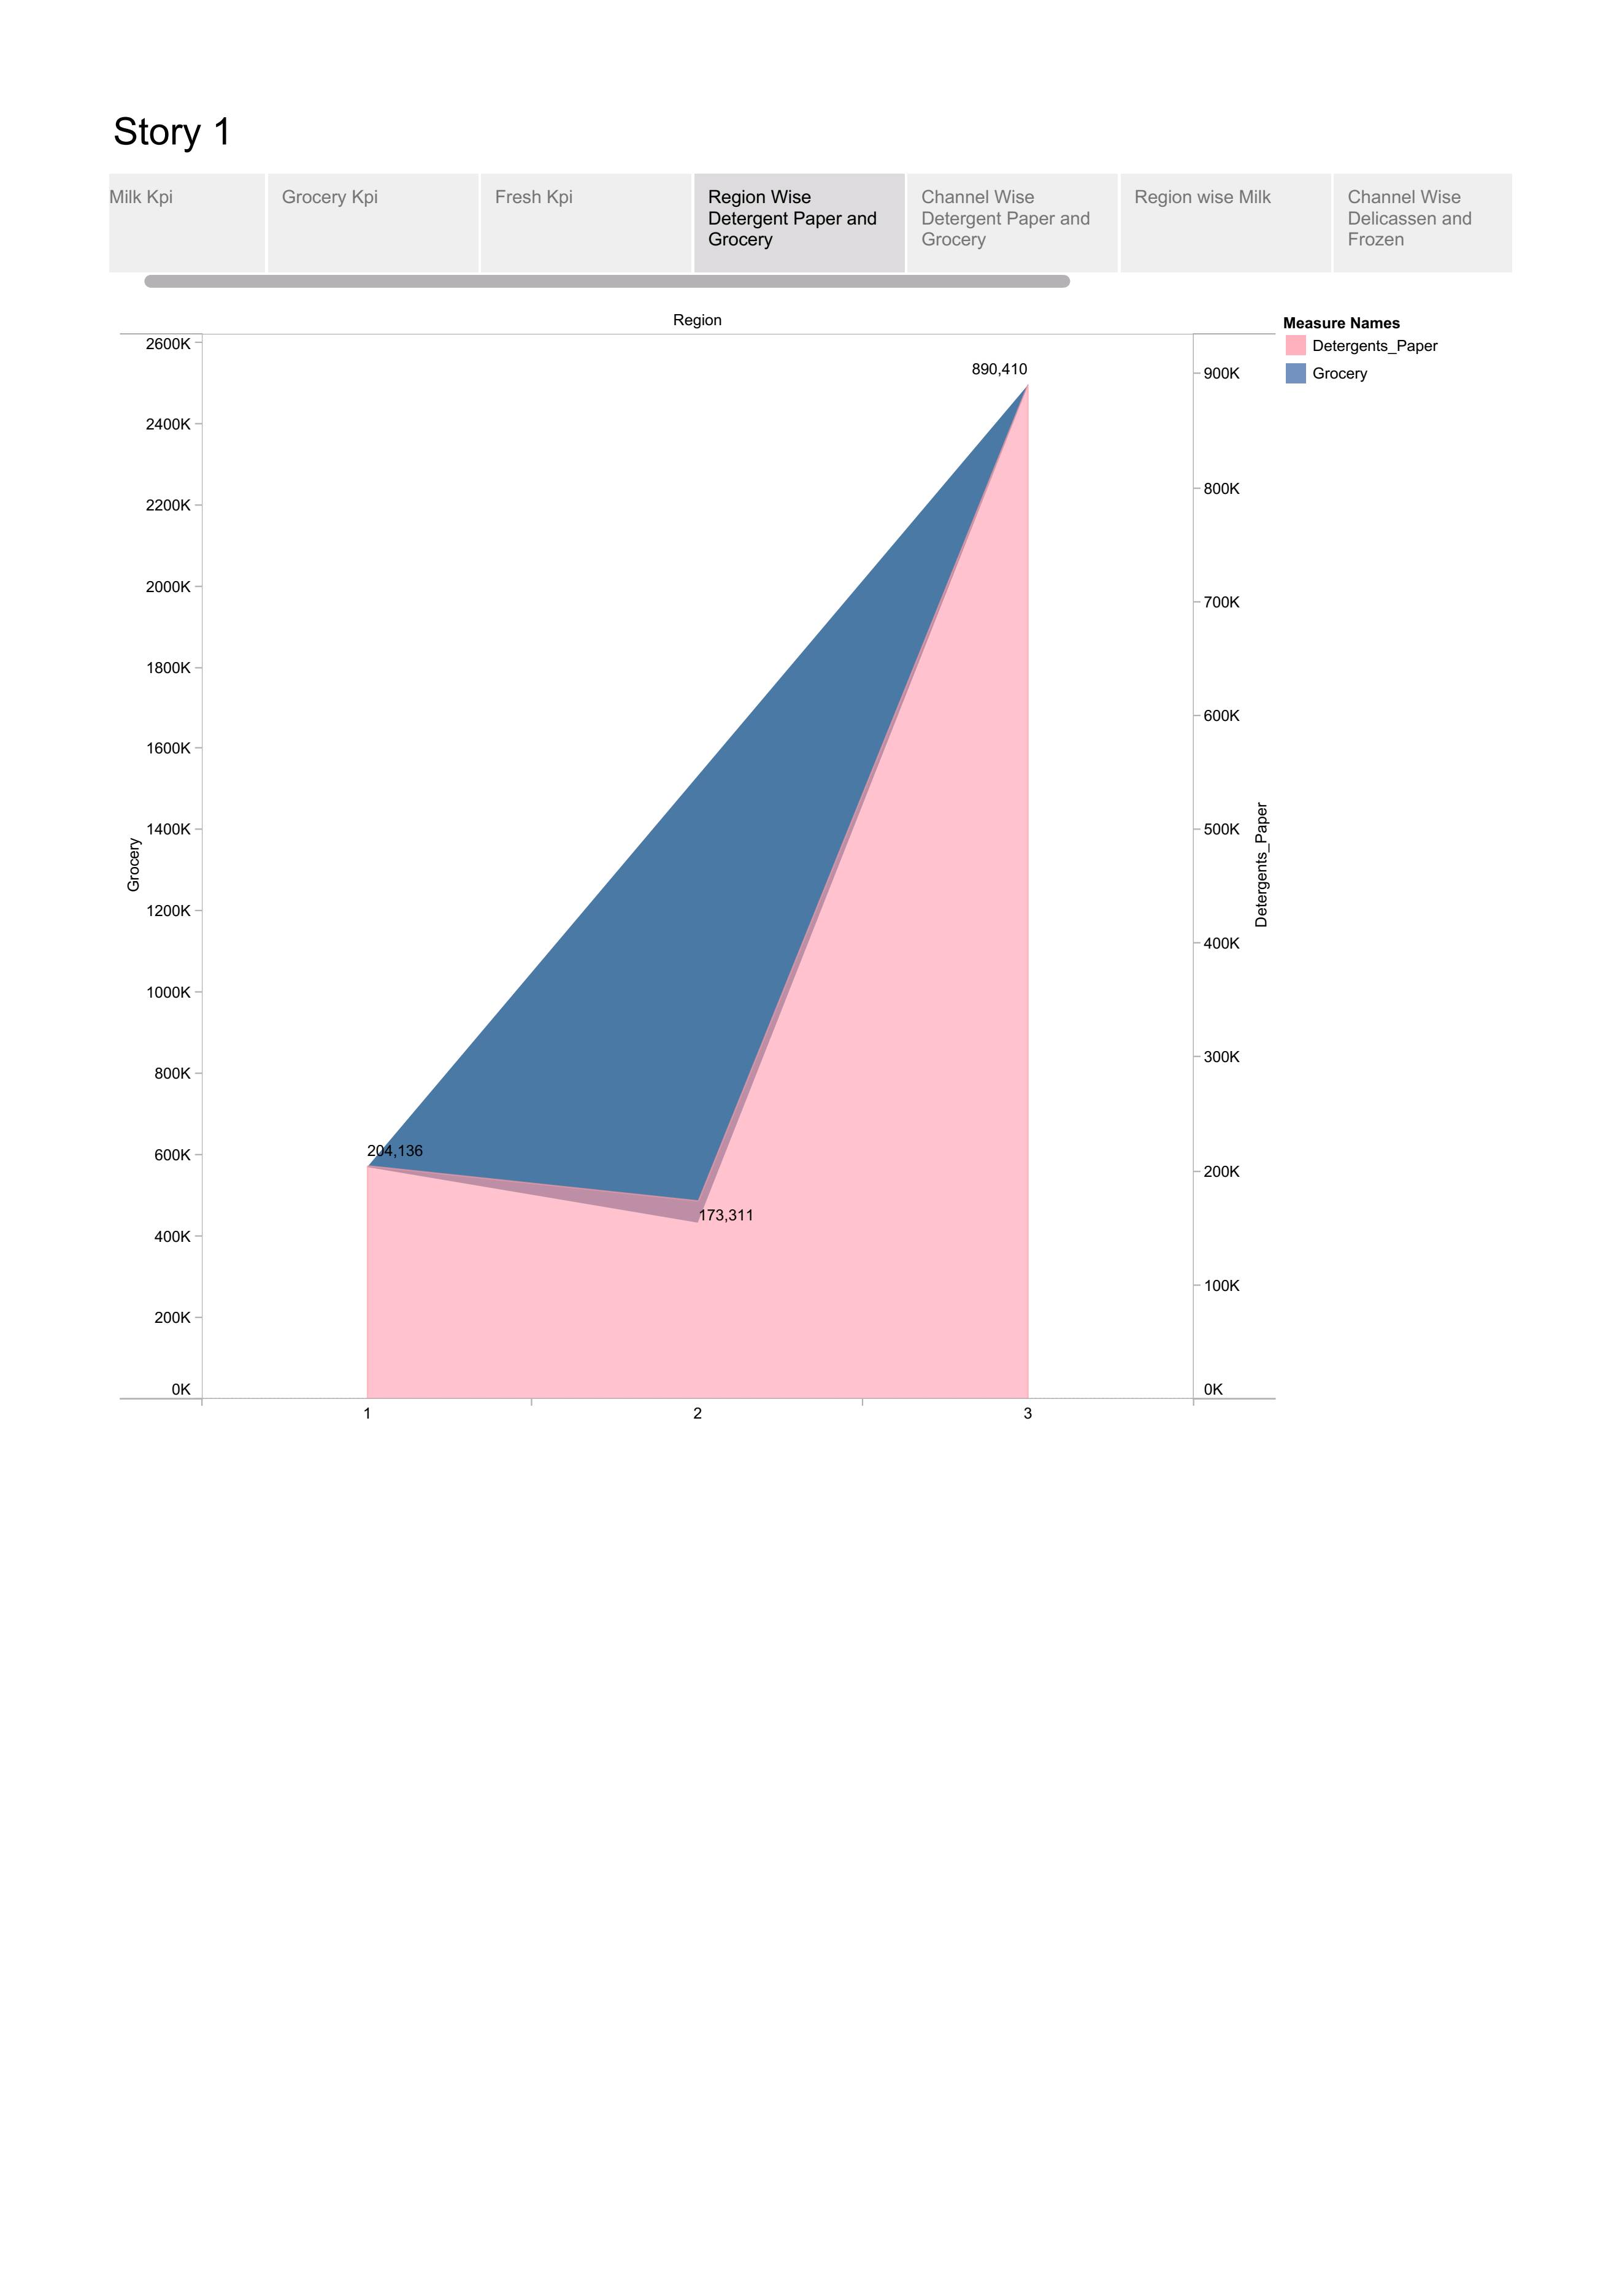 Story 1
Milk Kpi
Grocery Kpi
Fresh Kpi
Region Wise
Detergent Paper and
Grocery
Channel Wise
Detergent Paper and
Grocery
Region wise Milk
Channel Wise
Delicassen and
Frozen
Region
Measure Names
Detergents_Paper
Grocery
2600K
2400K
2200K
2000K
1800K
1600K
1400K
1200K
1000K
800K
600K
400K
200K
0K
Grocery
890,410
204,136
173,311
900K
800K
700K
600K
500K
400K
300K
200K
100K
0K
Detergents_Paper
1
2
3